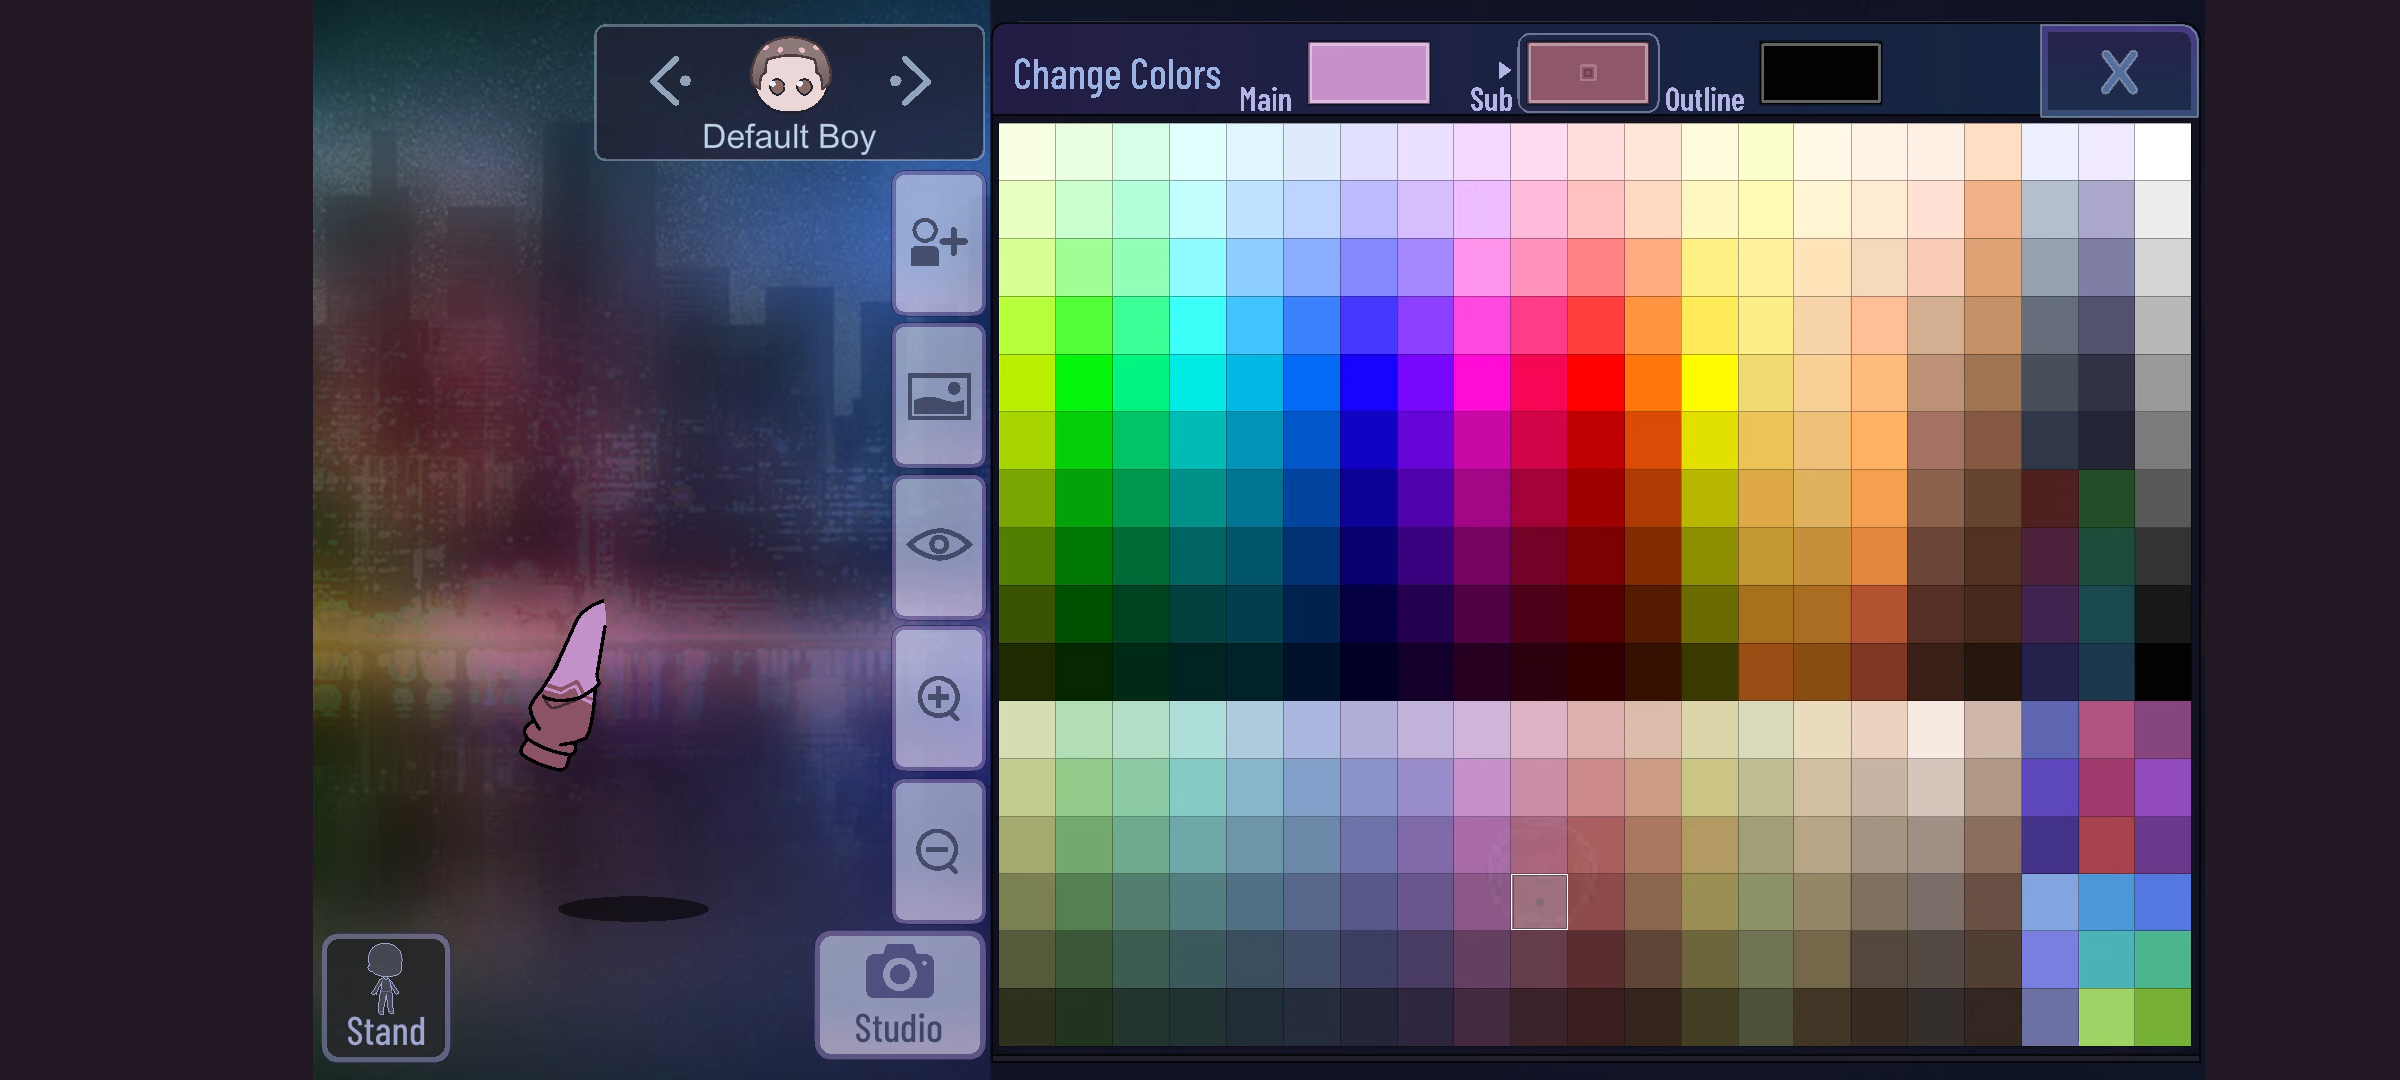 Default Boy
Change Colors
Main
Sub
Outline
X
Stand
Studio